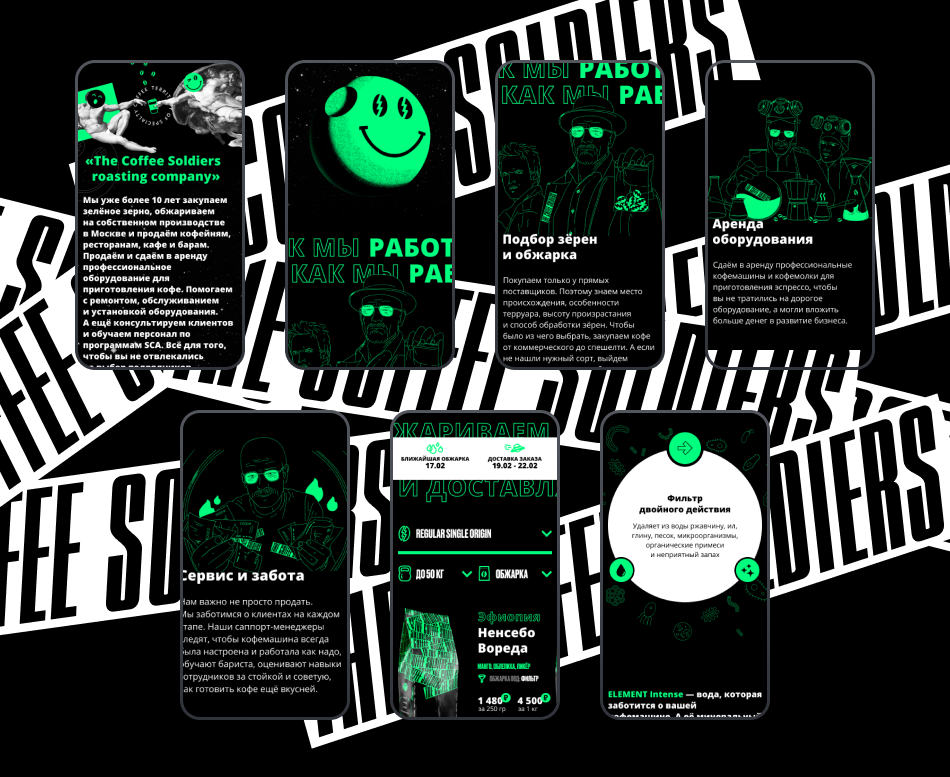 SOLDIERS
COFFEE SOLDIERS
COFFEE SOLDIERS
«The Coffee Soldiers
roasting company»
Мы уже более 10 лет закупаем
зелёное зерно, обжариваем
на собственном производстве
в Москве и продаём кофейням,
ресторанам, кафе и барам.
Продаём и сдаём в аренду
профессиональное
оборудование для
приготовления кофе. Помогаем
с ремонтом, обслуживанием
и установкой оборудования.
А ещё консультируем клиентов
и обучаем персонал по
программам SCA. Всё для того,
чтобы вы не отвлекались
К МЫ РАБОТ
КАК МЫ РАБ
К МЫ РАБОТ
КАК МЫ РАБ
Подбор зёрен
и обжарка
Покупаем только у прямых
поставщиков. Поэтому знаем место
происхождения, особенности
терруара, высоту произрастания
и способ обработки зёрен. Чтобы
было из чего выбрать, закупаем кофе
от коммерческого до спешелти. А если
не нашли нужный сорт, выйдем
Аренда
оборудования
Сдаём в аренду профессиональные
кофемашины и кофемолки для
приготовления эспрессо, чтобы
вы не тратились на дорогое
оборудование, а могли вложить
больше денег в развитие бизнеса.
Сервис и забота
Нам важно не просто продать.
Мы заботимся о клиентах на каждом
этапе. Наши саппорт-менеджеры
следят, чтобы кофемашина всегда
была настроена и работала как надо,
обучают бариста, оценивают навыки
сотрудников за стойкой и советую,
как готовить кофе ещё вкусней.
ЖАРИВАЕМ
БЛИЖАЙШАЯ ОБЖАРКА
17.02
ДОСТАВКА ЗАКАЗА
19.02 - 22.02
И ДОСТАВЛ
REGULAR SINGLE ORIGIN
ДО 50 КГ
ОБЖАРКА
Эфиопия
Ненсебо
Вореда
МАНГО, ОБЛЕПИХА, ЛИКЁР
ОБЖАРКА ПОД: ФИЛЬТР
1 480 ₽
за 250 гр
4 500 ₽
за 1 кг
Фильтр
двойного действия
Удаляет из воды ржавчину, ил,
глину, песок, микроорганизмы,
органические примеси
и неприятный запах
ELEMENT Intense — вода, которая
заботится о вашей